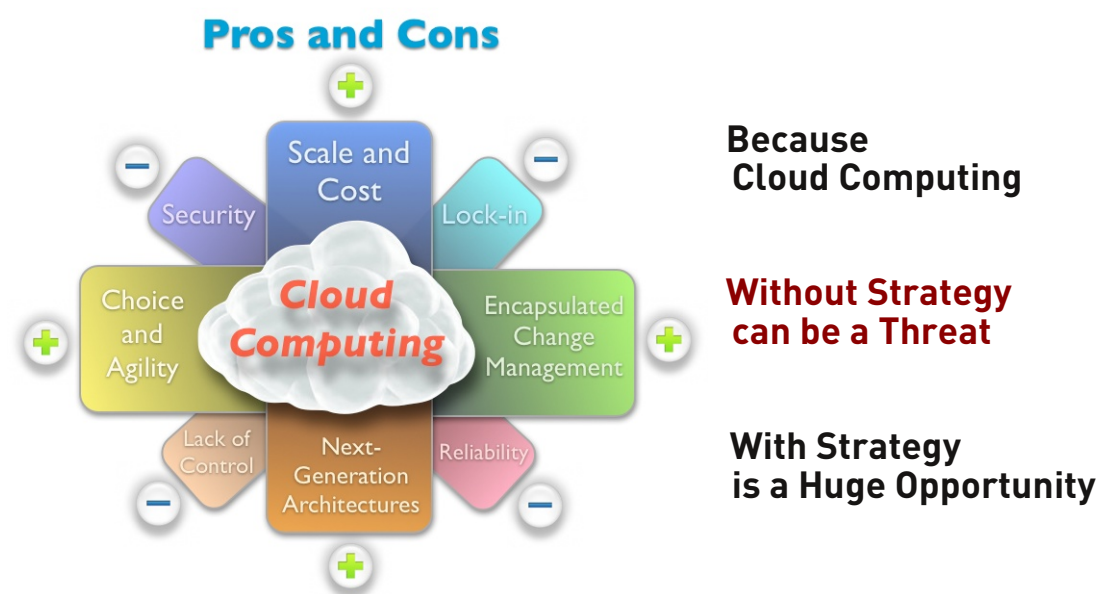 Pros and Cons
Scale and
Cost
Security
Lock-in
Choice
and
Agility
Cloud
Computing
Encapsulated
Change
Management
Lack of
Control
Next-
Generation
Architectures
Reliability
Because
Cloud Computing
Without Strategy
can be a Threat
With Strategy
is a Huge Opportunity